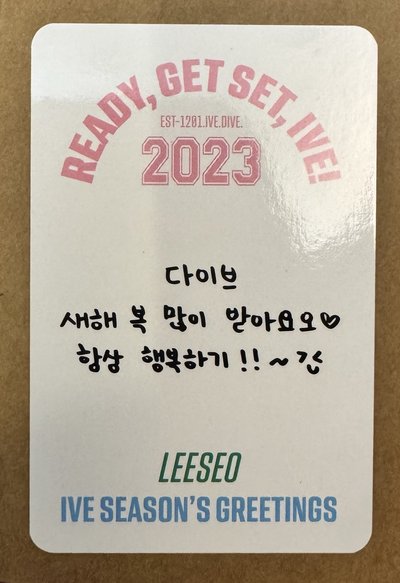 READY, GET SET, IVE!
EST-1201.IVE.DIVE.
2023
다이브
새해 복 많이 받아요오♡
항상 행복하기!!~
LEESEO
IVE SEASON'S GREETINGS